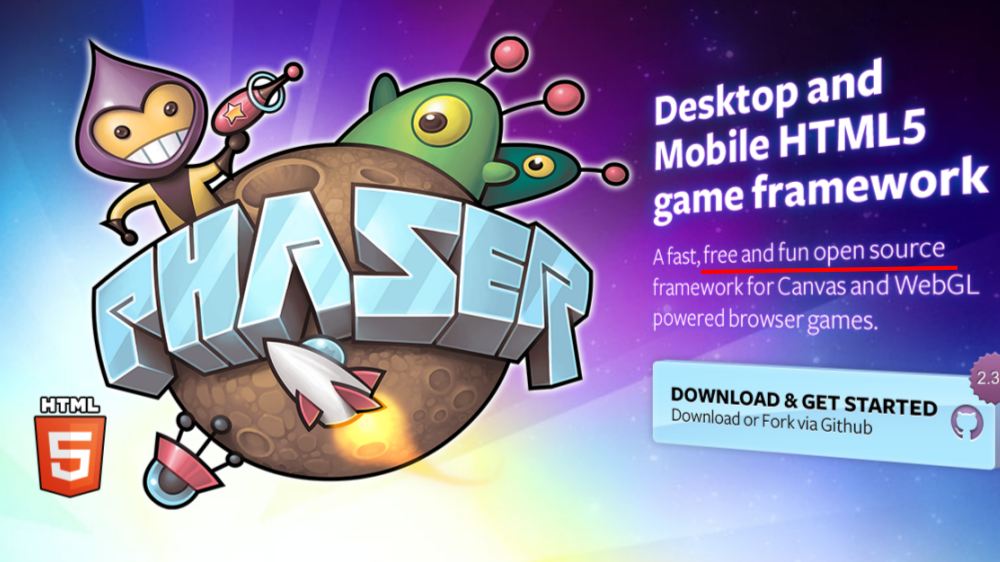 PHASER
HTML
5
Desktop and
Mobile HTML5
game framework
A fast, free and fun open source
framework for Canvas and WebGL
powered browser games.
DOWNLOAD & GET STARTED
Download or Fork via Github
2.3